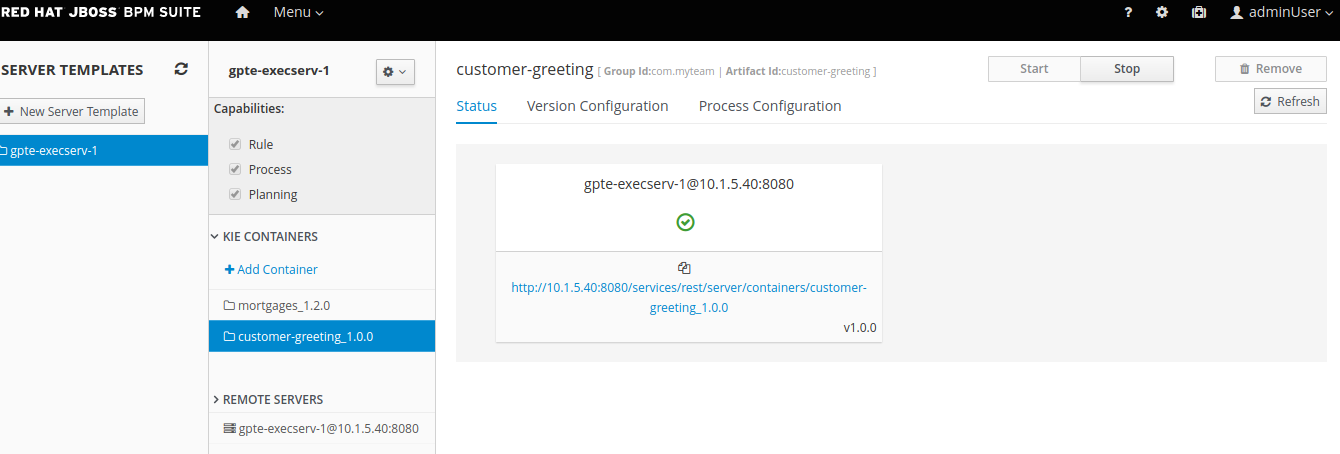 RED HAT® JBOSS® BPM SUITE
Menu
?
adminUser
SERVER TEMPLATES
+ New Server Template
gpte-execserv-1
gpte-execserv-1
Capabilities:
Rule
Process
Planning
KIE CONTAINERS
+ Add Container
mortgages_1.2.0
customer-greeting_1.0.0
REMOTE SERVERS
gpte-execserv-1@10.1.5.40:8080
customer-greeting [ Group Id:com.myteam | Artifact Id:customer-greeting ]
Start
Stop
Remove
Status
Version Configuration
Process Configuration
Refresh
gpte-execserv-1@10.1.5.40:8080
http://10.1.5.40:8080/services/rest/server/containers/customer-
greeting_1.0.0
v1.0.0